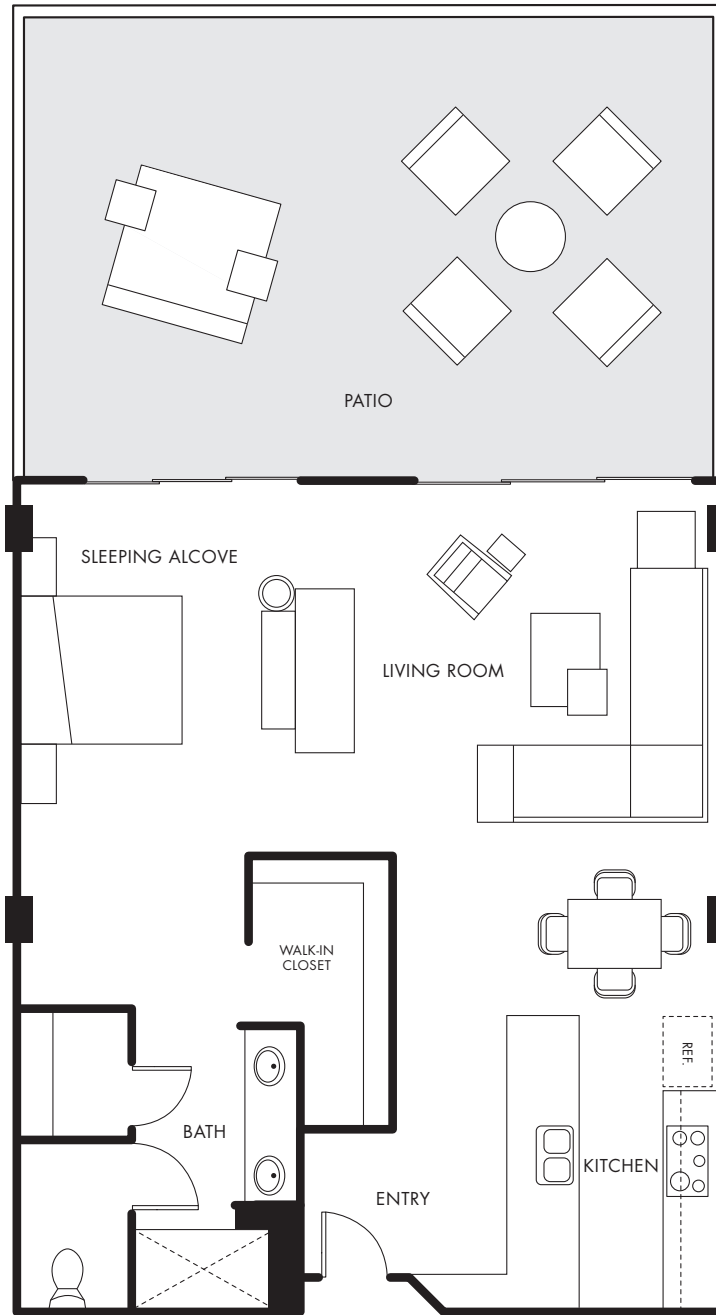 PATIO
SLEEPING ALCOVE
LIVING ROOM
WALK-IN
CLOSET
REF.
BATH
KITCHEN
ENTRY